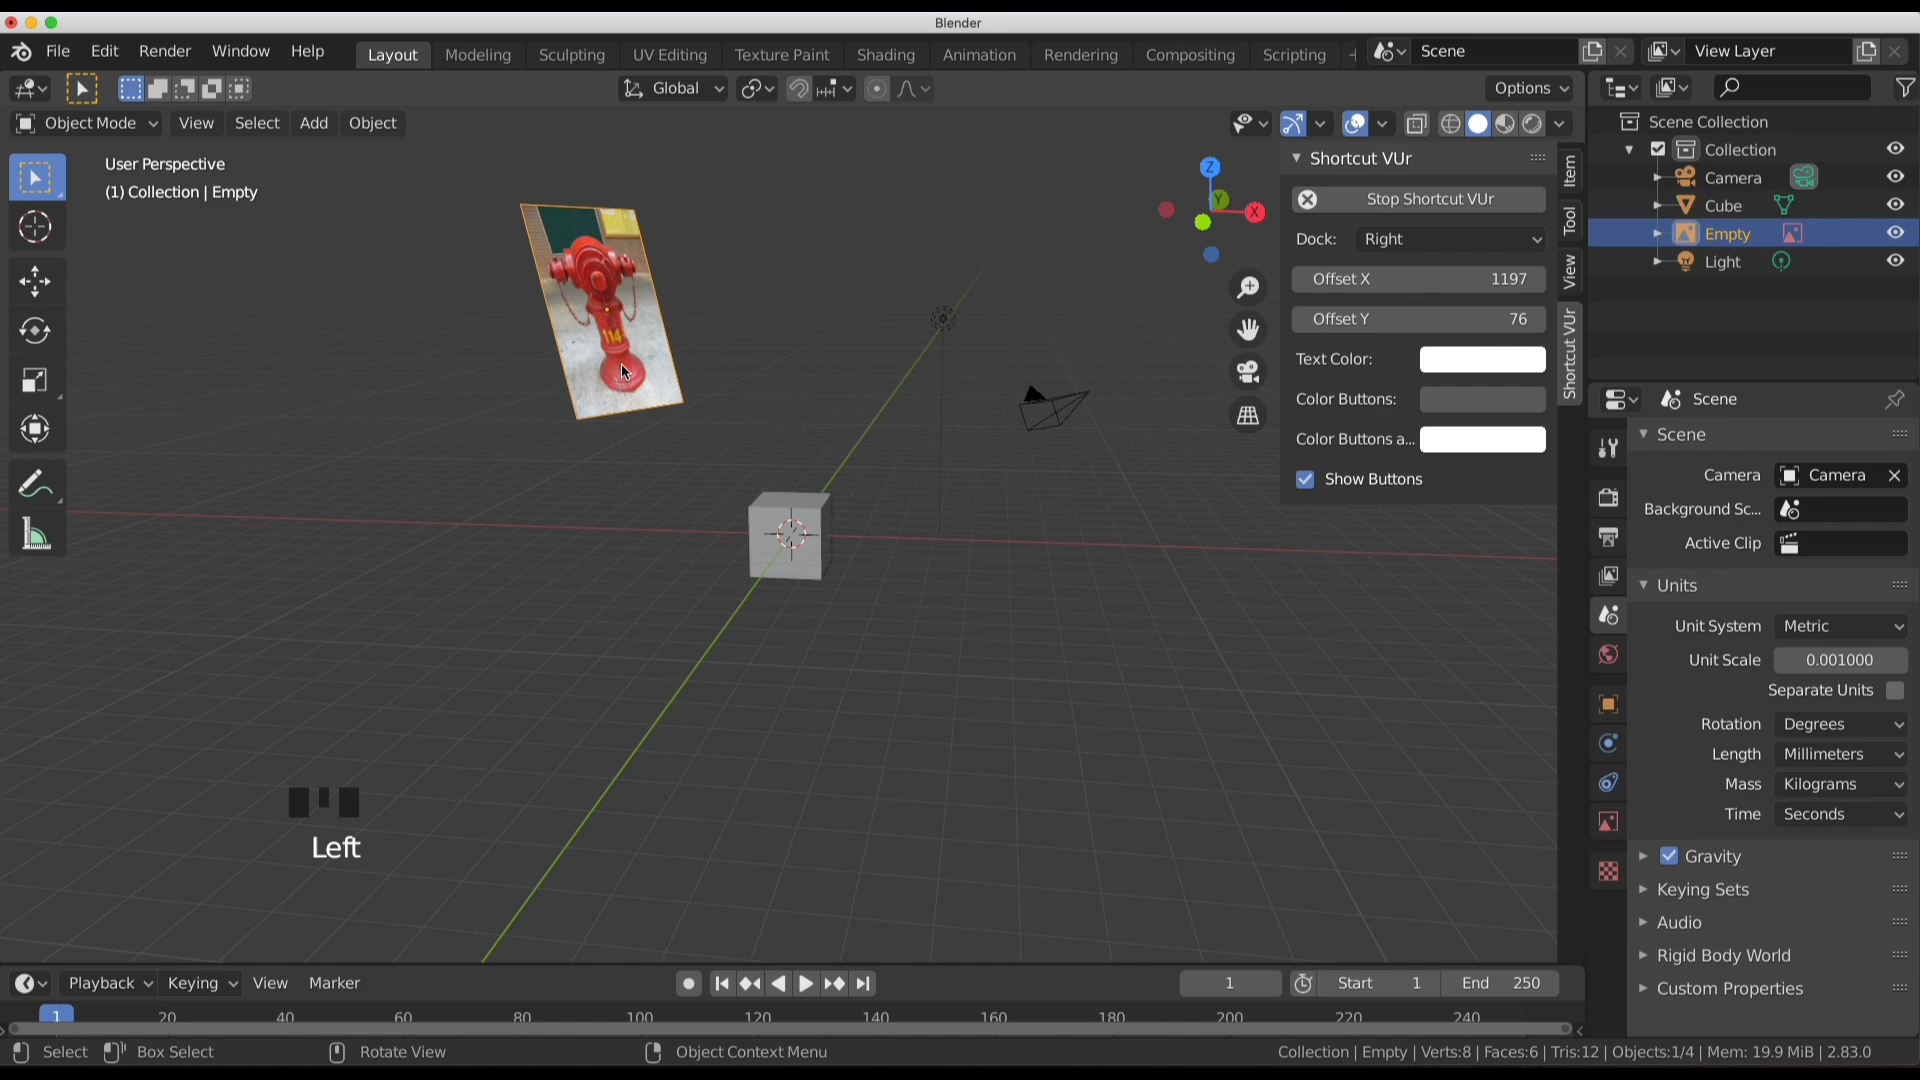 Blender
File Edit Render Window Help Layout Modeling Sculpting UV Editing Texture Paint Shading Animation Rendering Compositing Scripting Scene View Layer
Global Options
Object Mode View Select Add Object
User Perspective
(1) Collection | Empty
Z
Y
X
114
Shortcut VUr
Stop Shortcut VUr
Dock: Right
Offset X 1197
Offset Y 76
Text Color:
Color Buttons:
Color Buttons a...
Show Buttons
Item
Tool
View
Shortcut VUr
Scene Collection
Collection
Camera
Cube
Empty
Light
Scene
Scene
Camera Camera
Background Sc...
Active Clip
Units
Unit System Metric
Unit Scale 0.001000
Separate Units
Rotation Degrees
Length Millimeters
Mass Kilograms
Time Seconds
Gravity
Keying Sets
Audio
Rigid Body World
Custom Properties
Left
Playback Keying View Marker 1 Start 1 End 250
1 20 40 60 80 100 120 140 160 180 200 220 240
Select Box Select Rotate View Object Context Menu Collection | Empty | Verts:8 | Faces:6 | Tris:12 | Objects:1/4 | Mem: 19.9 MiB | 2.83.0